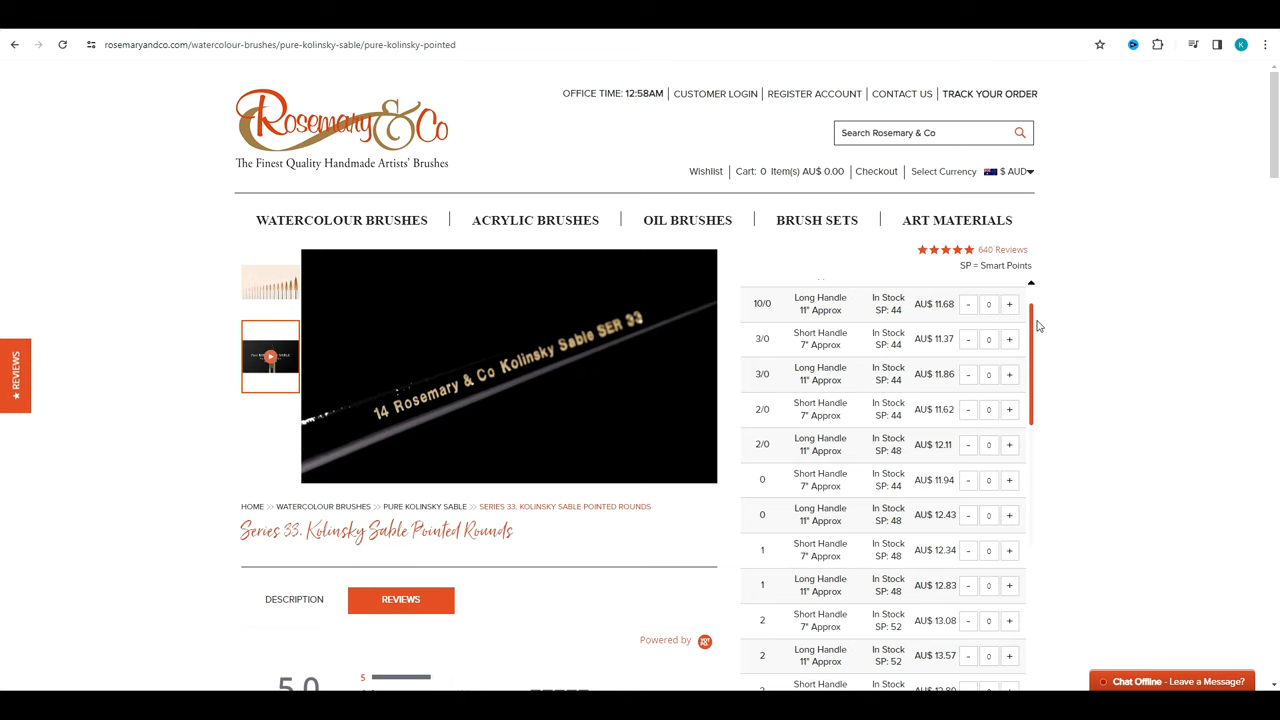 rosemaryandco.com/watercolour-brushes/pure-kolinsky-sable/pure-kolinsky-pointed
K
OFFICE TIME: 12:58AM | CUSTOMER LOGIN | REGISTER ACCOUNT | CONTACT US | TRACK YOUR ORDER
Rosemary & Co
The Finest Quality Handmade Artists' Brushes
Search Rosemary & Co
Wishlist | Cart: 0 Item(s) AU$ 0.00 | Checkout | Select Currency $ AUD
WATERCOLOUR BRUSHES | ACRYLIC BRUSHES | OIL BRUSHES | BRUSH SETS | ART MATERIALS
640 Reviews
SP = Smart Points
14 Rosemary & Co Kolinsky Sable SER 33
★ REVIEWS
HOME >> WATERCOLOUR BRUSHES >> PURE KOLINSKY SABLE >> SERIES 33. KOLINSKY SABLE POINTED ROUNDS
Series 33. Kolinsky Sable Pointed Rounds
DESCRIPTION REVIEWS
Powered by
5.0
5
10/0 Long Handle 11" Approx In Stock SP: 44 AU$ 11.68 - 0 +
3/0 Short Handle 7" Approx In Stock SP: 44 AU$ 11.37 - 0 +
3/0 Long Handle 11" Approx In Stock SP: 44 AU$ 11.86 - 0 +
2/0 Short Handle 7" Approx In Stock SP: 44 AU$ 11.62 - 0 +
2/0 Long Handle 11" Approx In Stock SP: 48 AU$ 12.11 - 0 +
0 Short Handle 7" Approx In Stock SP: 44 AU$ 11.94 - 0 +
0 Long Handle 11" Approx In Stock SP: 48 AU$ 12.43 - 0 +
1 Short Handle 7" Approx In Stock SP: 48 AU$ 12.34 - 0 +
1 Long Handle 11" Approx In Stock SP: 48 AU$ 12.83 - 0 +
2 Short Handle 7" Approx In Stock SP: 52 AU$ 13.08 - 0 +
2 Long Handle 11" Approx In Stock SP: 52 AU$ 13.57 - 0 +
Short Handle In Stock
Chat Offline - Leave a Message?